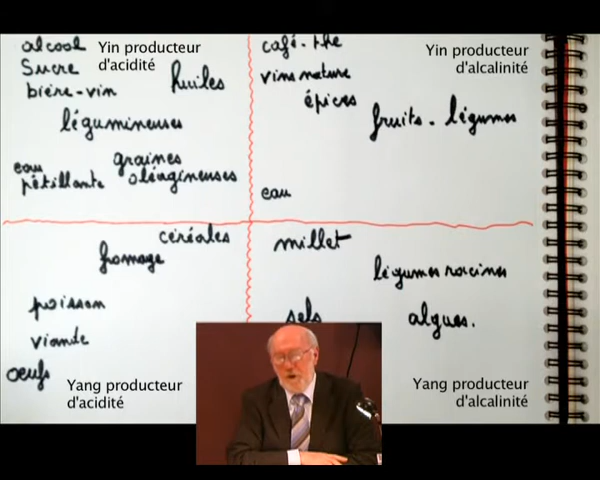 alcool
Yin producteur
d'acidité
Sucre
bière-vin
huiles
légumineuses
eau
pétillante
graines
oléagineuses
café. thé
Yin producteur
d'alcalinité
vins nature
épices
fruits. légumes
eau
céréales
fromage
poisson
viande
oeufs
Yang producteur
d'acidité
millet
légumes racines
sels
algues.
Yang producteur
d'alcalinité